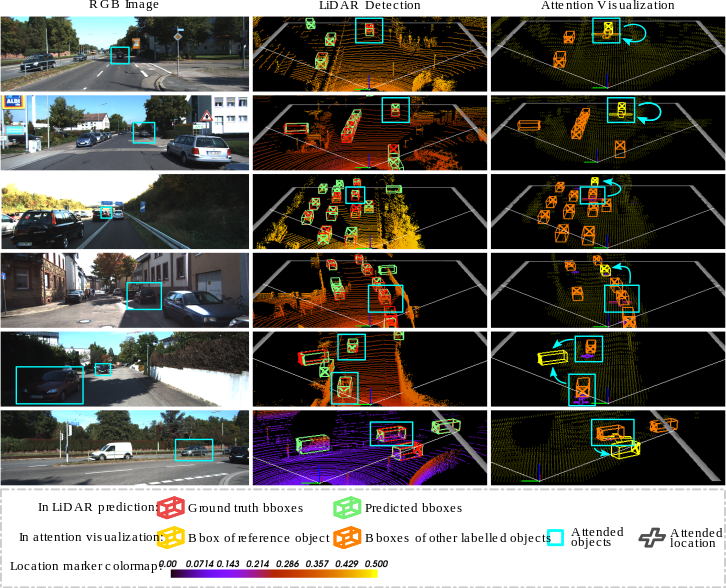 RGB Image LiDAR Detection Attention Visualization
ALDI
In LiDAR prediction: Ground truth bboxes Predicted bboxes
In attention visualization: Bbox of reference object Bboxes of other labelled objects Attended objects Attended location
Location marker colormap: 0.00 0.0714 0.143 0.214 0.286 0.357 0.429 0.500